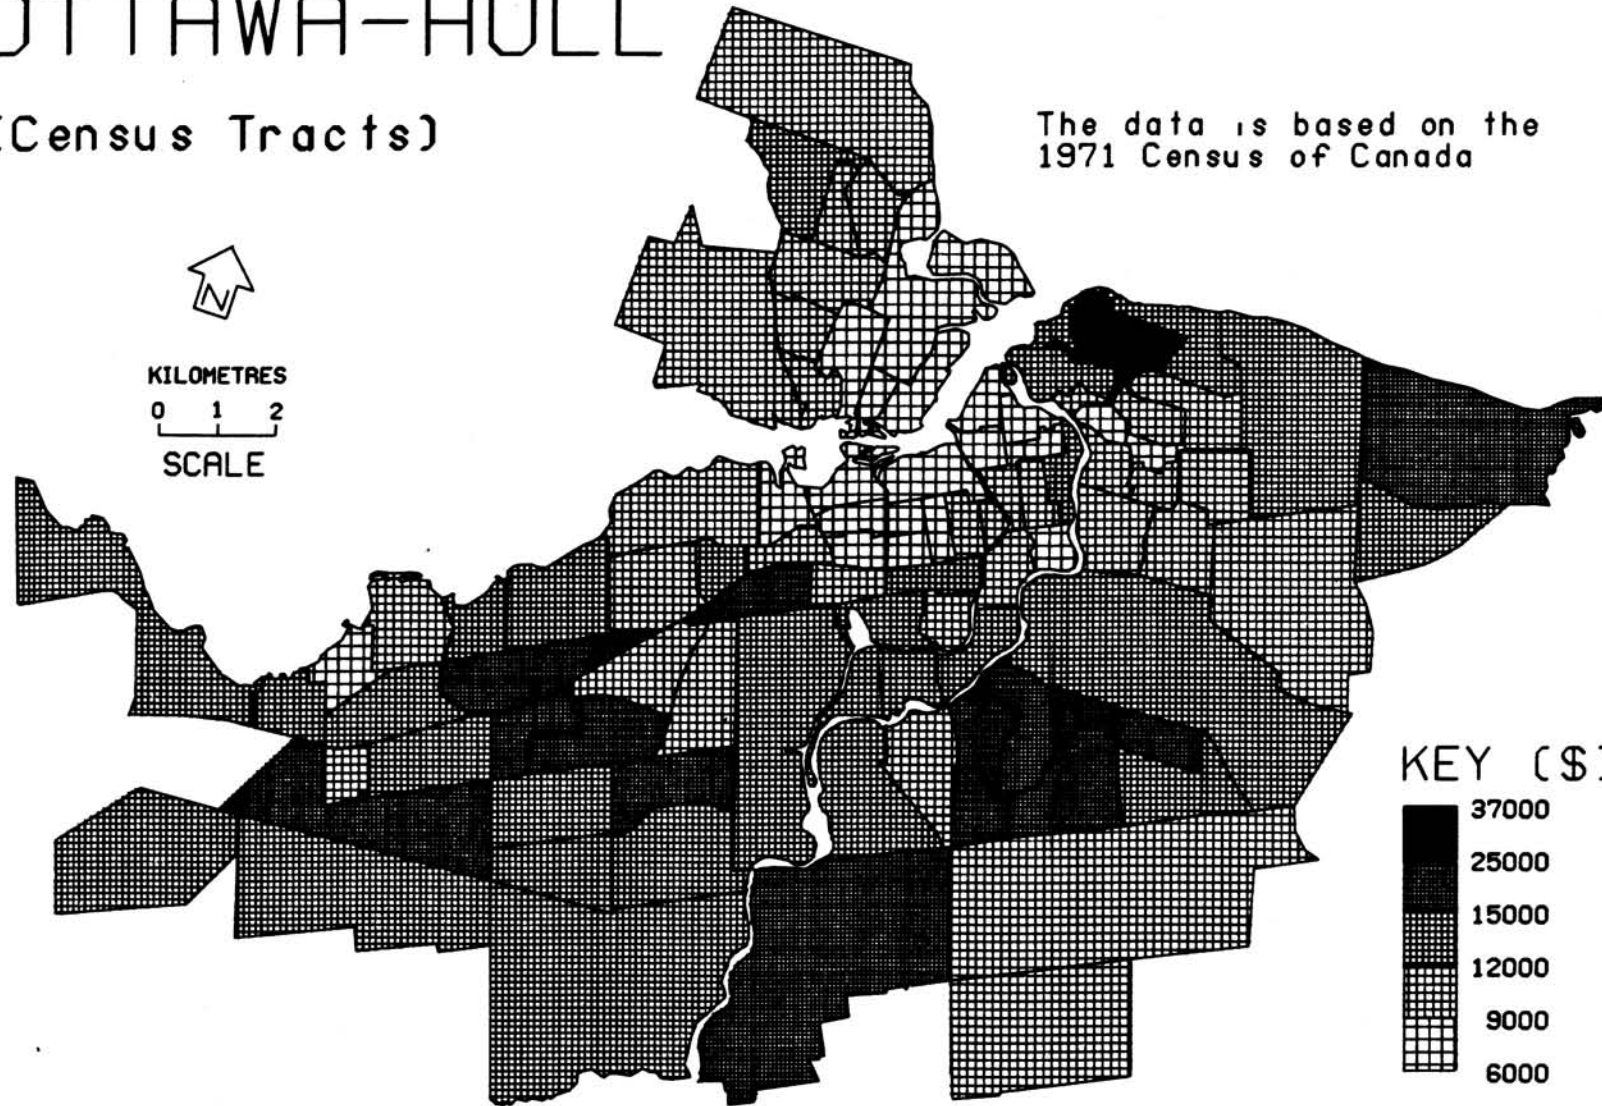 OTTAWA-HULL
(Census Tracts)
The data is based on the
1971 Census of Canada
N
KILOMETRES
0 1 2
SCALE
KEY ($)
37000
25000
15000
12000
9000
6000